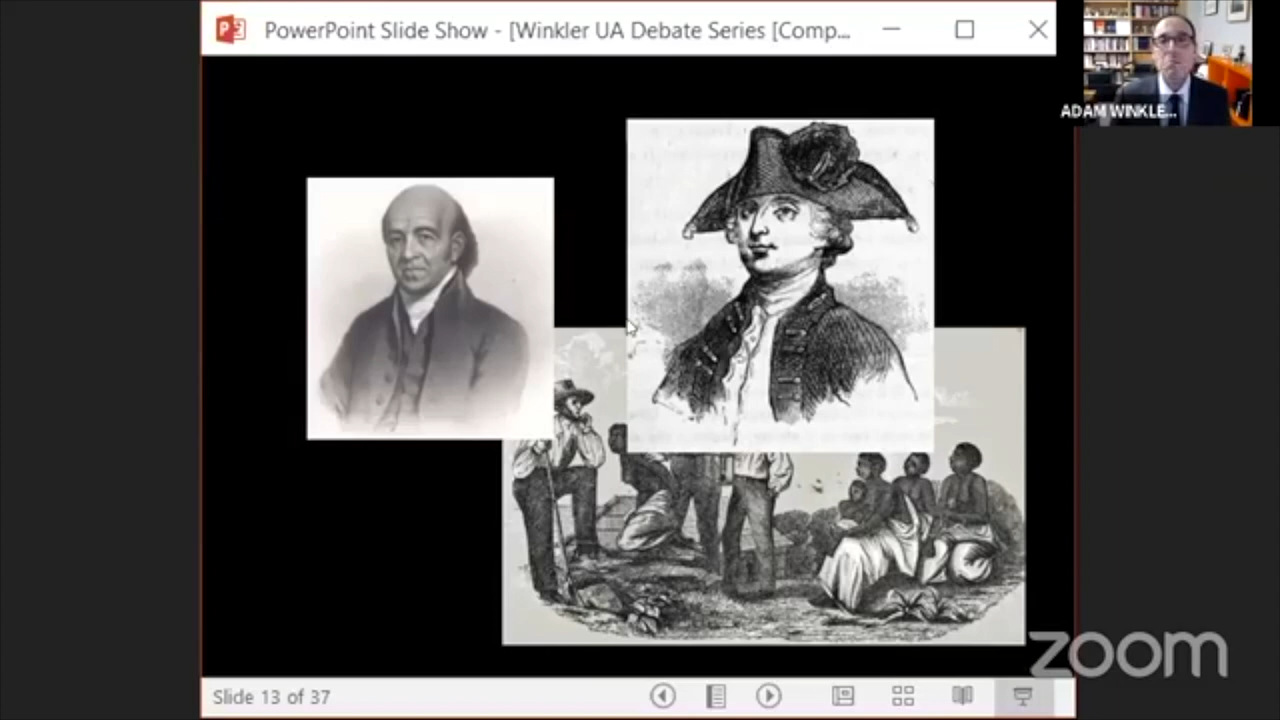 PowerPoint Slide Show - [Winkler UA Debate Series [Comp...
ADAM WINKLE...
Slide 13 of 37
zoom